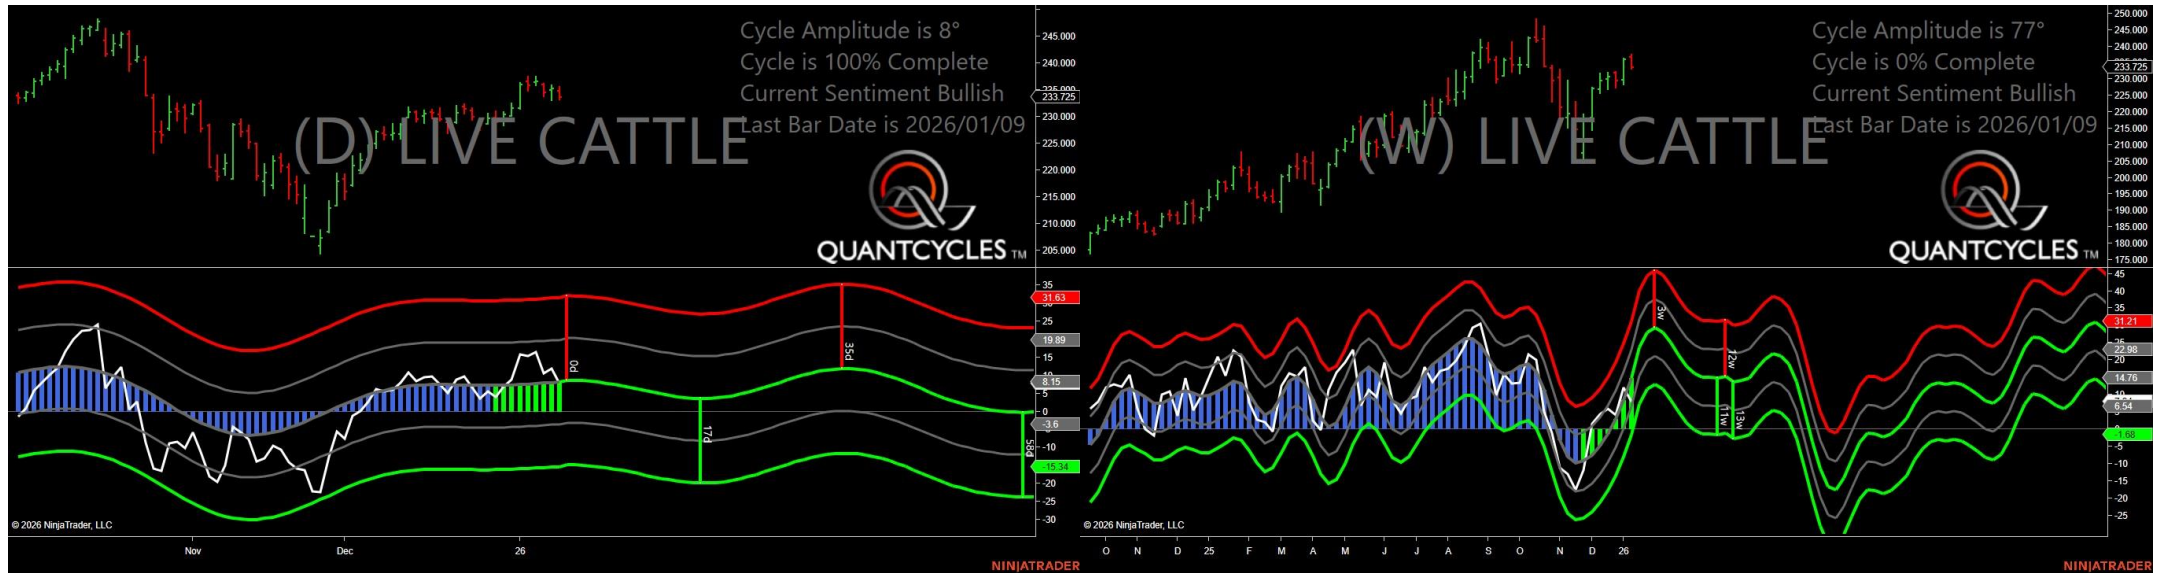 Cycle Amplitude is 8°
Cycle is 100% Complete
Current Sentiment Bullish
Last Bar Date is 2026/01/09
(D) LIVE CATTLE
QUANTCYCLES TM
245.000
240.000
235.000
233.725
230.000
225.000
220.000
215.000
210.000
205.000
35
31.63
25
19.89
15
8.15
5
0
-3.6
-10
-15.34
-20
-25
-30
0d
17d
35d
58d
© 2026 NinjaTrader, LLC
Nov
Dec
26
NINJATRADER
Cycle Amplitude is 77°
Cycle is 0% Complete
Current Sentiment Bullish
Last Bar Date is 2026/01/09
(W) LIVE CATTLE
QUANTCYCLES TM
250.000
245.000
240.000
233.725
230.000
225.000
220.000
215.000
210.000
205.000
200.000
195.000
190.000
185.000
180.000
175.000
45
40
35
31.21
22.98
20
14.76
6.54
-1.68
-5
-10
-15
-20
-25
3w
12w
11w
13w
© 2026 NinjaTrader, LLC
O N D 25 F M A M J J A S O N D 26
NINJATRADER